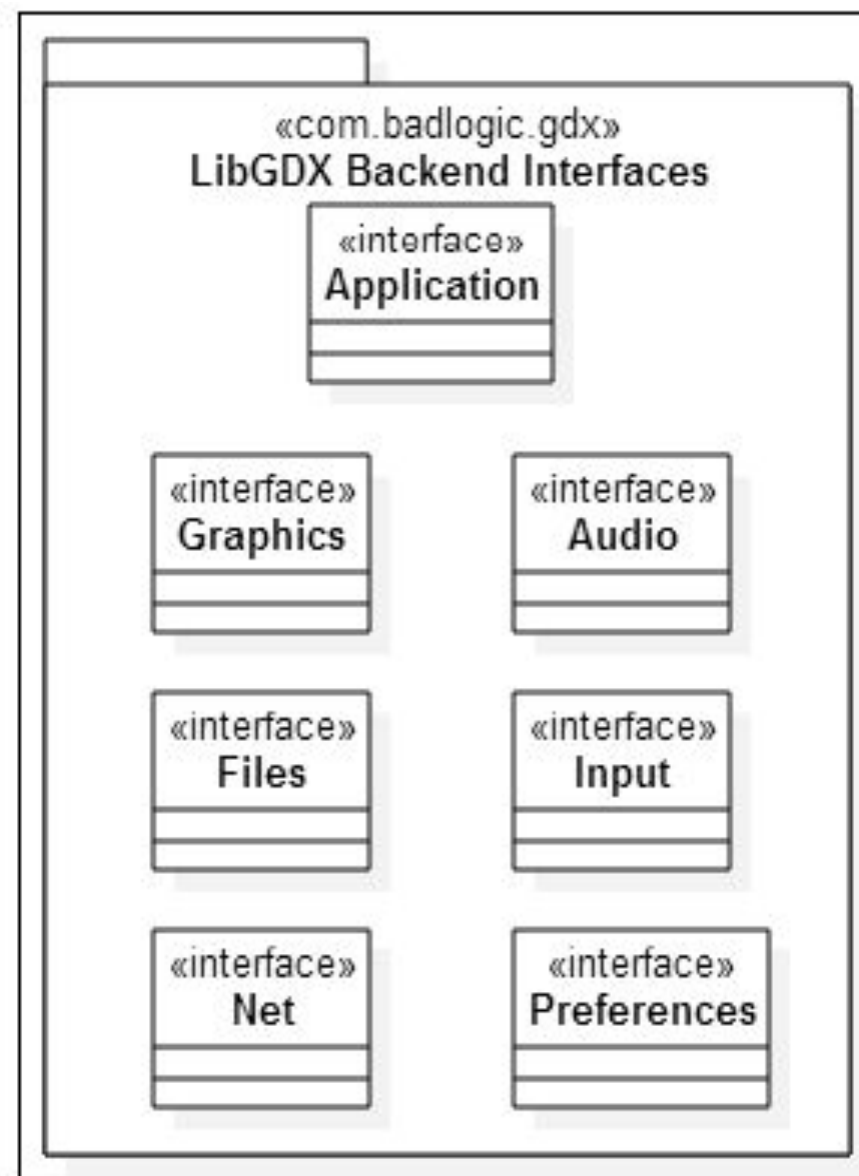 «com.badlogic.gdx»
LibGDX Backend Interfaces
«interface»
Application
«interface»
Graphics
«interface»
Audio
«interface»
Files
«interface»
Input
«interface»
Net
«interface»
Preferences